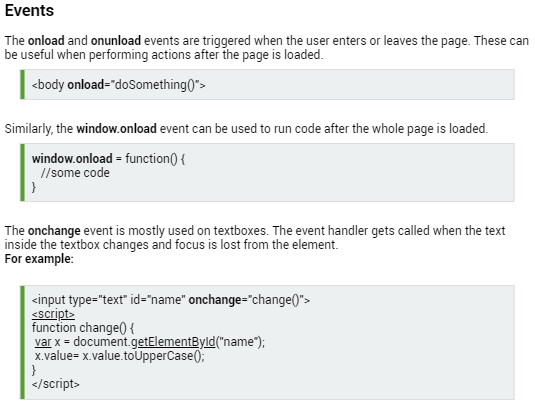 Events
The onload and onunload events are triggered when the user enters or leaves the page. These can
be useful when performing actions after the page is loaded.
<body onload="doSomething()">
Similarly, the window.onload event can be used to run code after the whole page is loaded.
window.onload = function() {
//some code
}
The onchange event is mostly used on textboxes. The event handler gets called when the text
inside the textbox changes and focus is lost from the element.
For example:
<input type="text" id="name" onchange="change()">
<script>
function change() {
var x = document.getElementById("name");
x.value= x.value.toUpperCase();
}
</script>